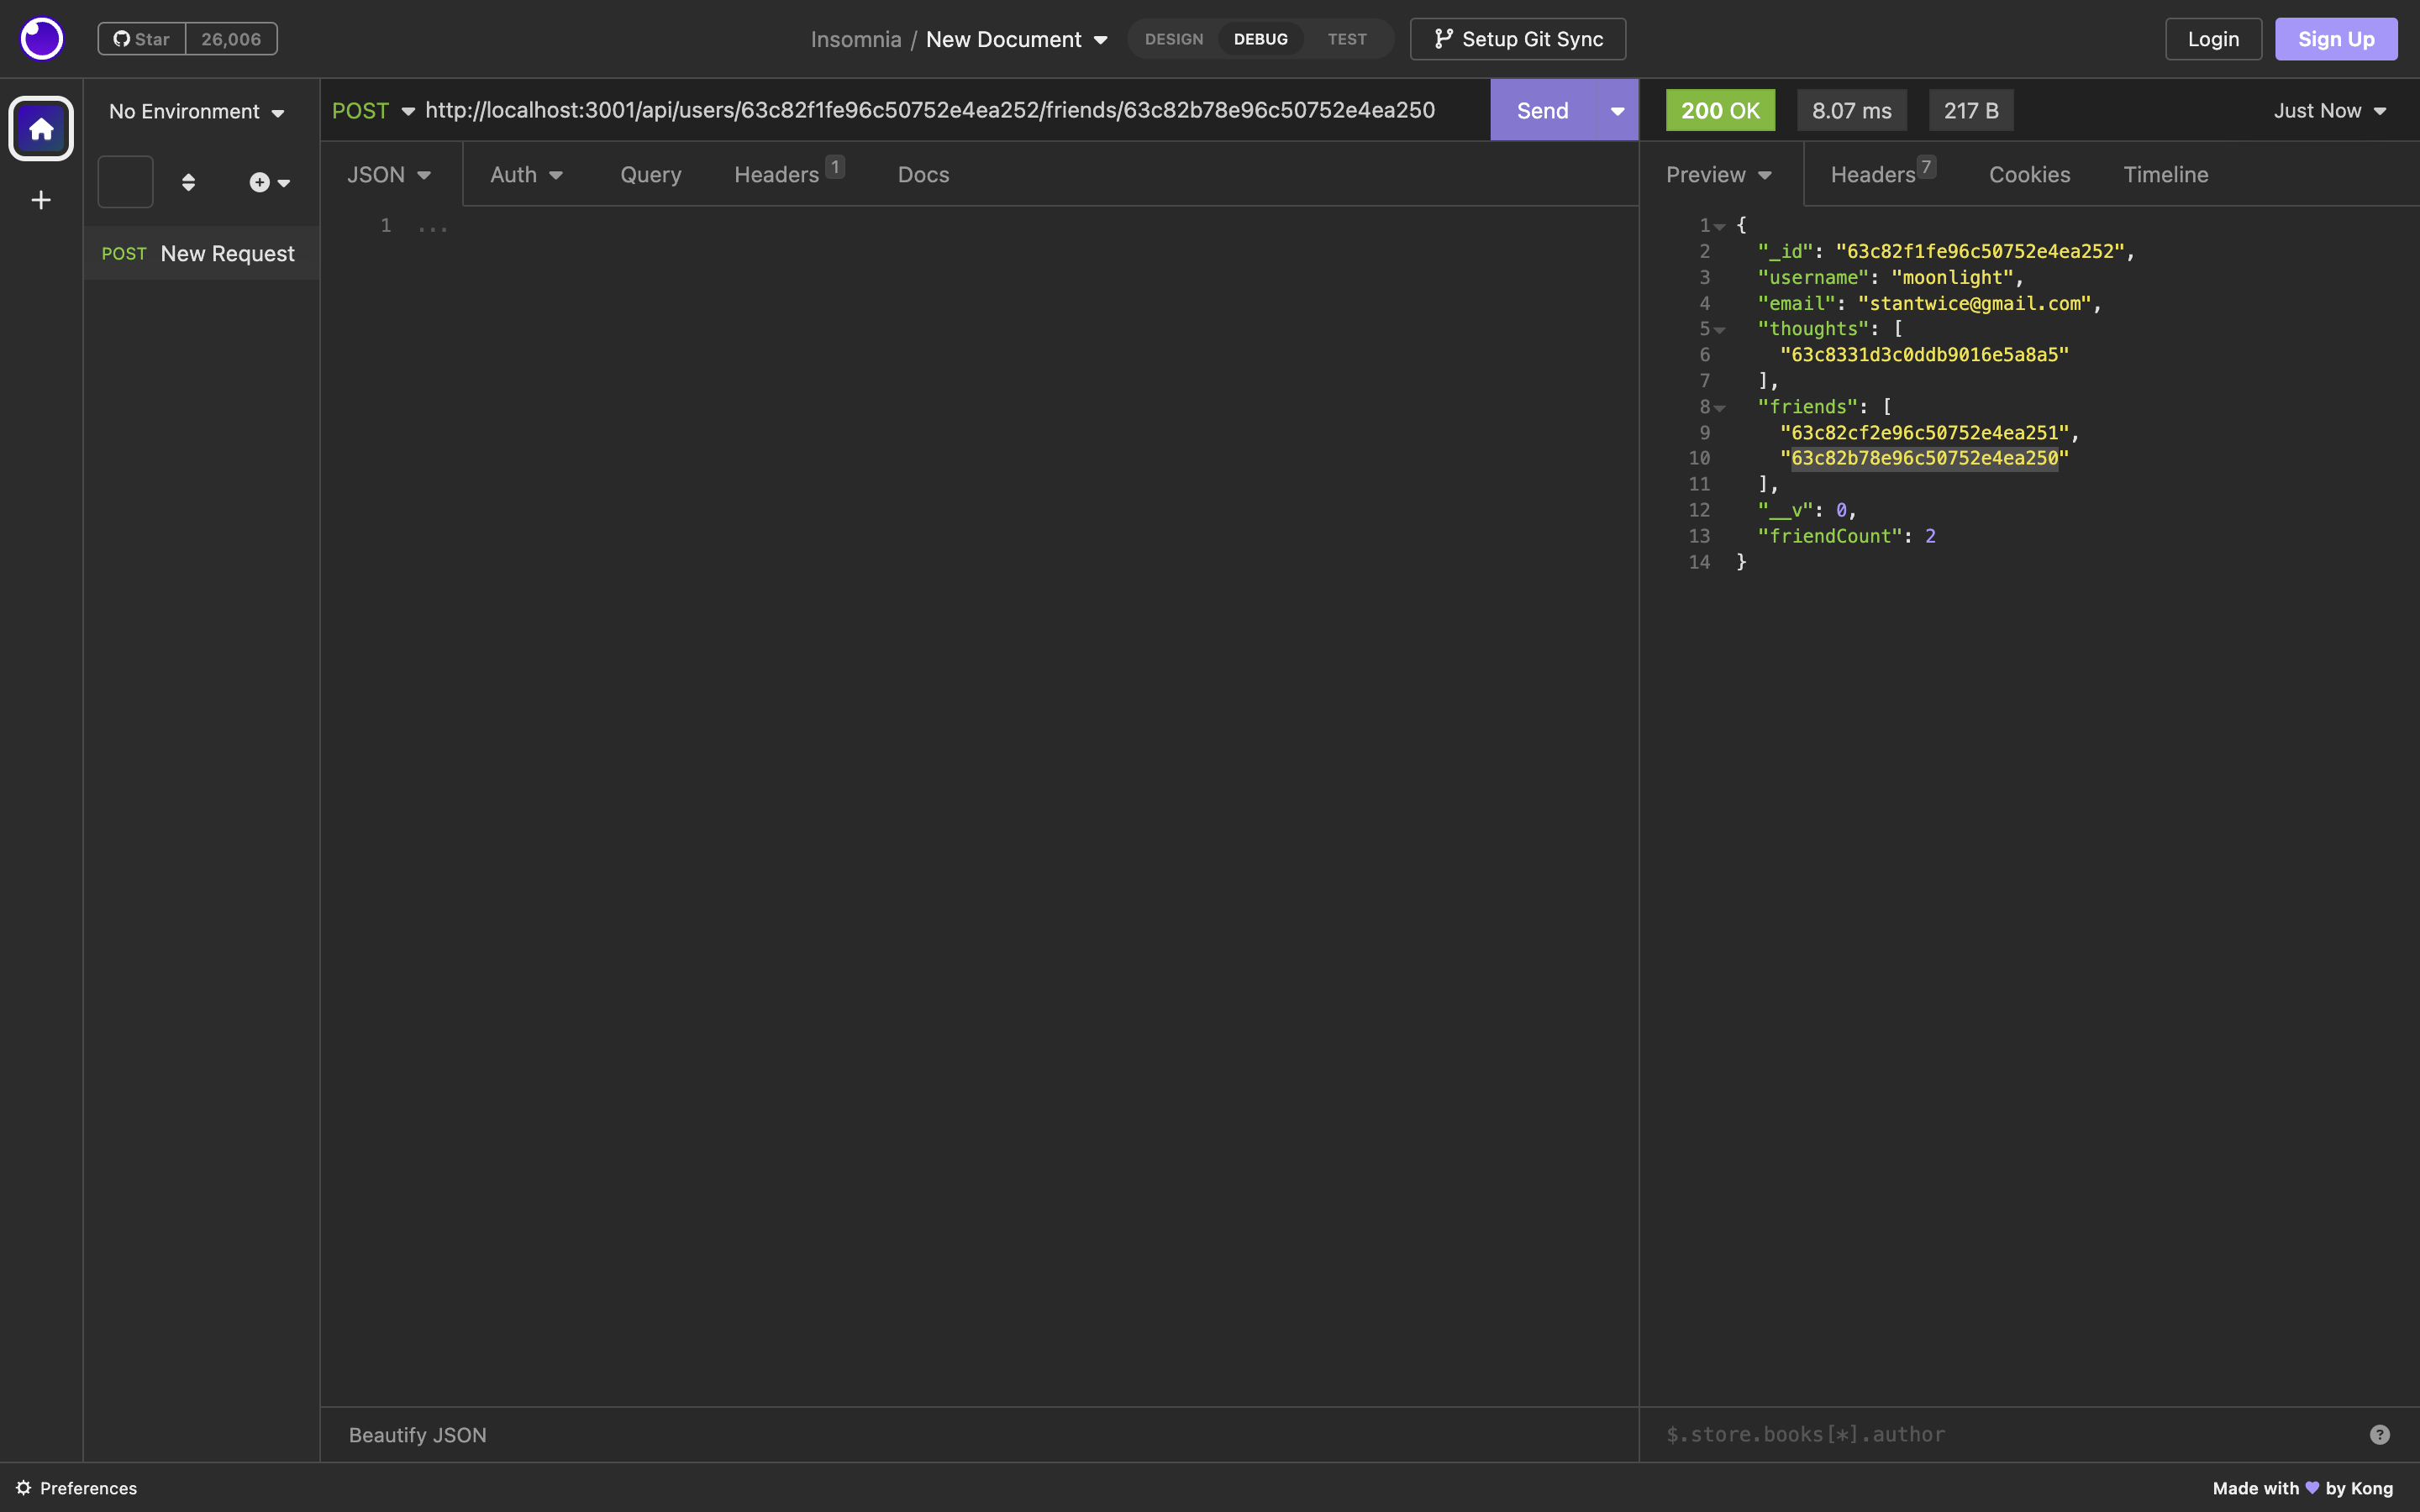 Star 26,006
Insomnia / New Document
DESIGN DEBUG TEST
Setup Git Sync
Login
Sign Up
No Environment
POST New Request
POST http://localhost:3001/api/users/63c82f1fe96c50752e4ea252/friends/63c82b78e96c50752e4ea250
Send
JSON Auth Query Headers 1 Docs
1 ...
Beautify JSON
200 OK 8.07 ms 217 B Just Now
Preview Headers 7 Cookies Timeline
1 {
2 "_id": "63c82f1fe96c50752e4ea252",
3 "username": "moonlight",
4 "email": "stantwice@gmail.com",
5 "thoughts": [
6 "63c8331d3c0ddb9016e5a8a5"
7 ],
8 "friends": [
9 "63c82cf2e96c50752e4ea251",
10 "63c82b78e96c50752e4ea250"
11 ],
12 "__v": 0,
13 "friendCount": 2
14 }
$.store.books[*].author
?
Preferences
Made with 💜 by Kong